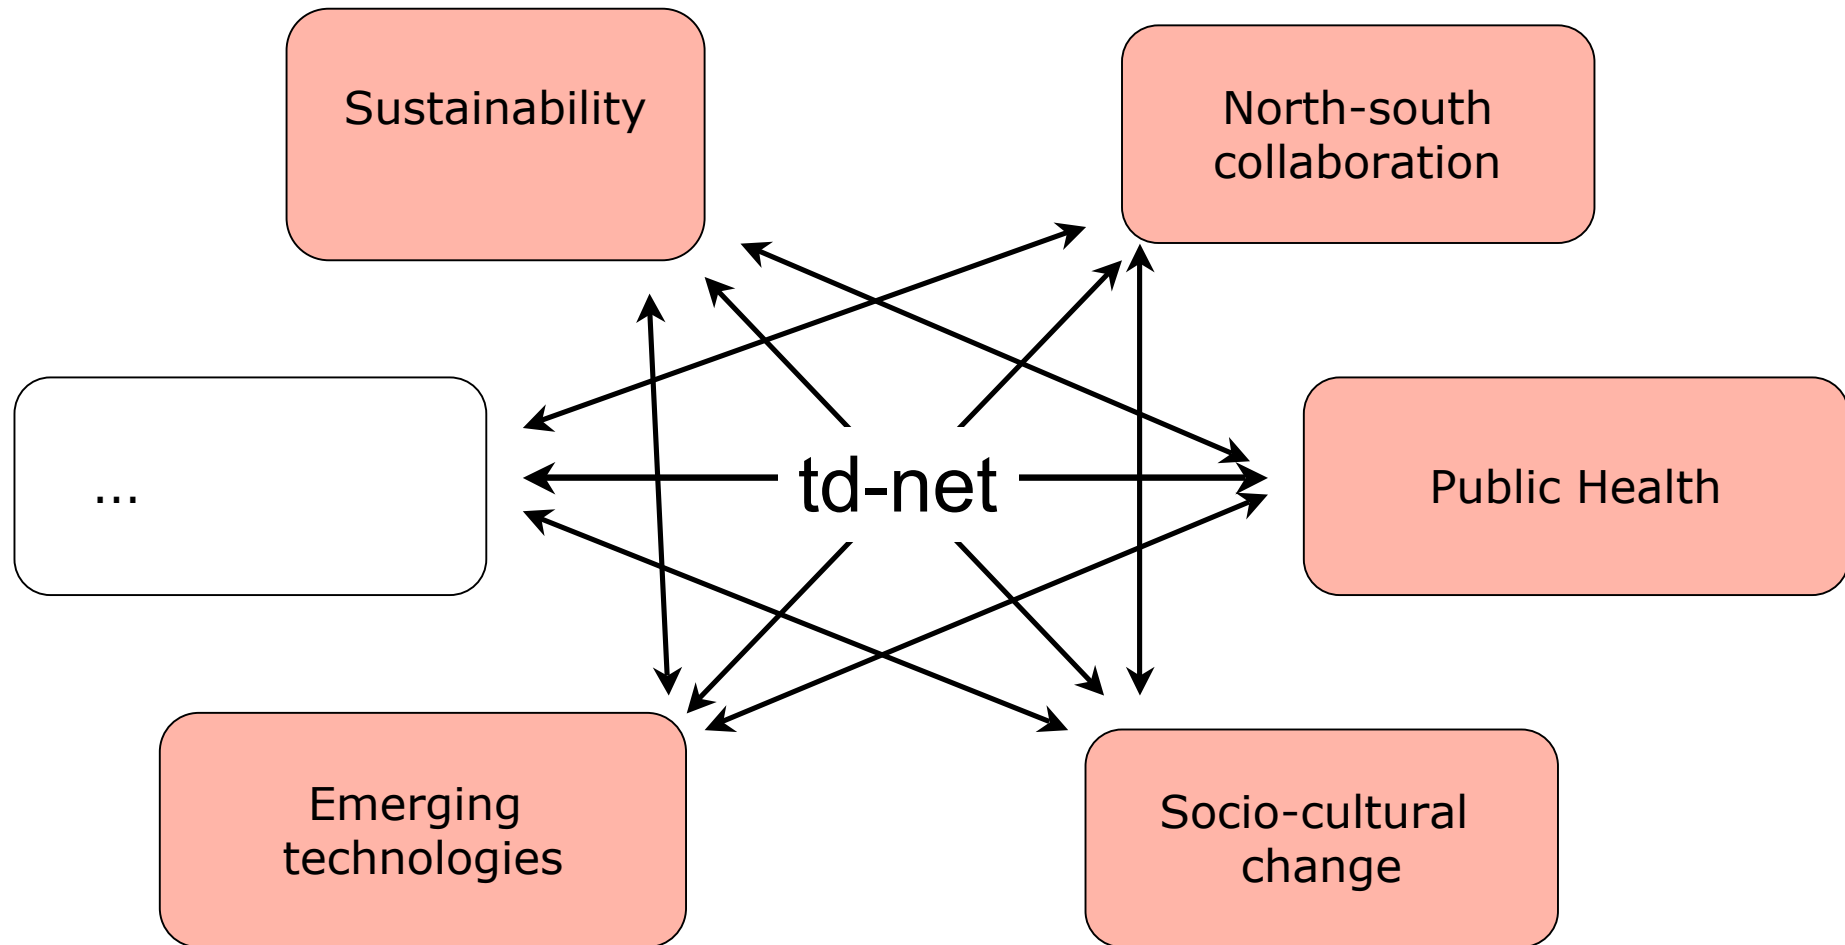 Sustainability
North-south
collaboration
...
td-net
Public Health
Emerging
technologies
Socio-cultural
change